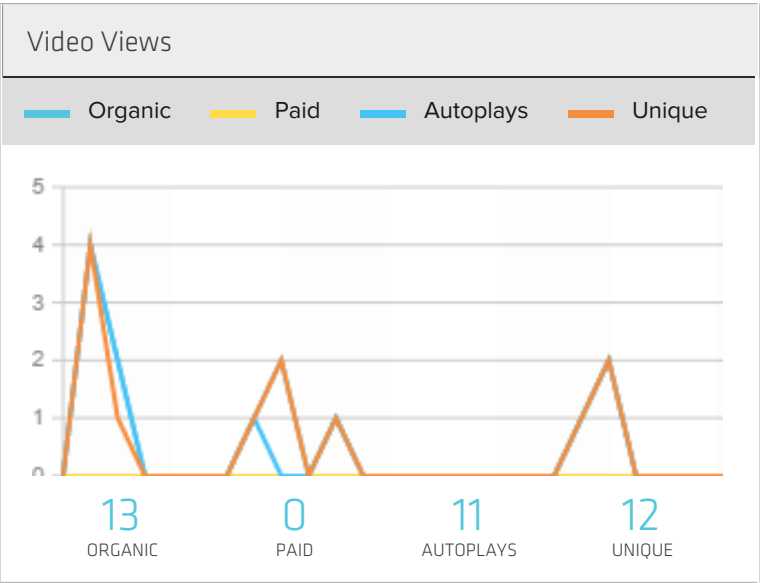 Video Views
Organic Paid Autoplays Unique
5
4
3
2
1
0
13 0 11 12
ORGANIC PAID AUTOPLAYS UNIQUE